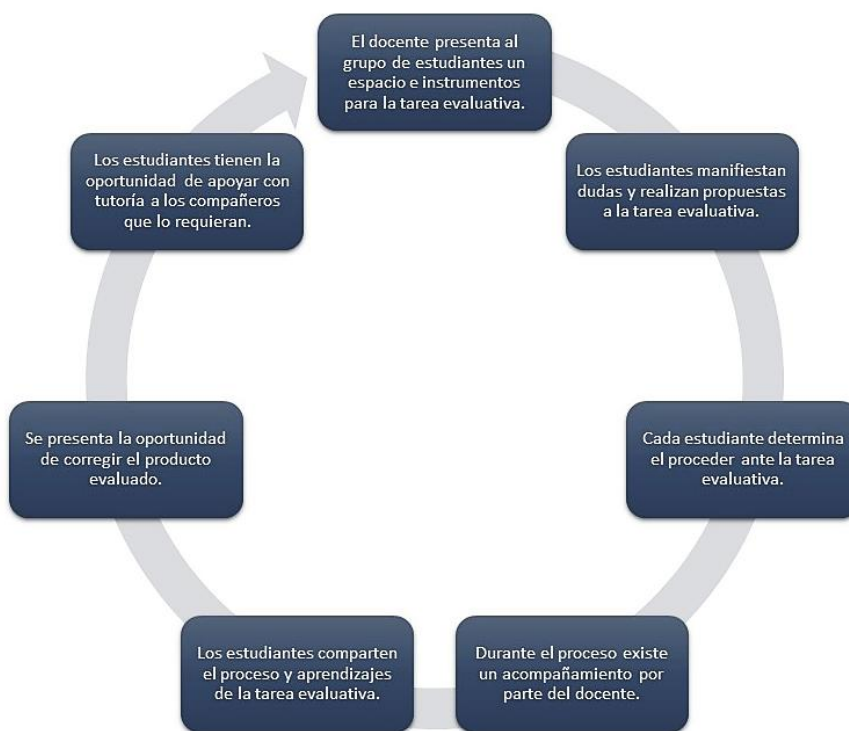 El docente presenta al
grupo de estudiantes un
espacio e instrumentos
para la tarea evaluativa.
Los estudiantes manifiestan
dudas y realizan propuestas
a la tarea evaluativa.
Cada estudiante determina
el proceder ante la tarea
evaluativa.
Durante el proceso existe
un acompañamiento por
parte del docente.
Los estudiantes comparten
el proceso y aprendizajes
de la tarea evaluativa.
Se presenta la oportunidad
de corregir el producto
evaluado.
Los estudiantes tienen la
oportunidad de apoyar con
tutoría a los compañeros
que lo requieran.